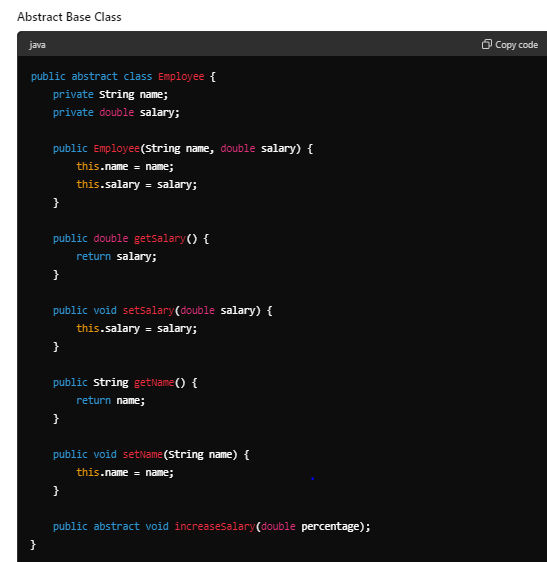 Abstract Base Class
java
Copy code
public abstract class Employee {
    private String name;
    private double salary;

    public Employee(String name, double salary) {
        this.name = name;
        this.salary = salary;
    }

    public double getSalary() {
        return salary;
    }

    public void setSalary(double salary) {
        this.salary = salary;
    }

    public String getName() {
        return name;
    }

    public void setName(String name) {
        this.name = name;
    }

    public abstract void increaseSalary(double percentage);
}